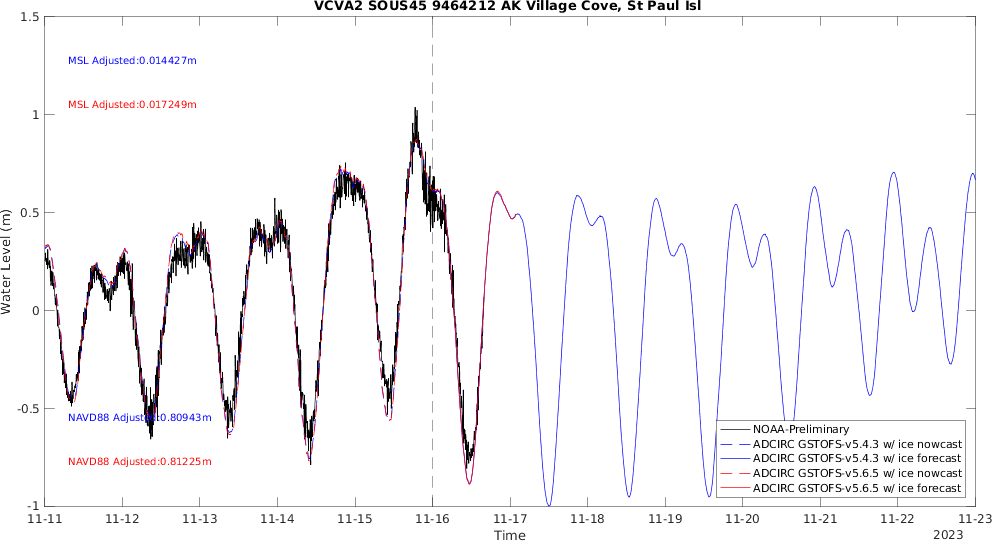 VCVA2 SOUS45 9464212 AK Village Cove, St Paul Isl
1.5
MSL Adjusted:0.014427m
MSL Adjusted:0.017249m
1
0.5
Water Level (m)
0
-0.5
NAVD88 Adjusted:0.80943m
NAVD88 Adjusted:0.81225m
NOAA-Preliminary
ADCIRC GSTOFS-v5.4.3 w/ ice nowcast
ADCIRC GSTOFS-v5.4.3 w/ ice forecast
ADCIRC GSTOFS-v5.6.5 w/ ice nowcast
ADCIRC GSTOFS-v5.6.5 w/ ice forecast
-1
11-11 11-12 11-13 11-14 11-15 11-16 11-17 11-18 11-19 11-20 11-21 11-22 11-23
Time
2023